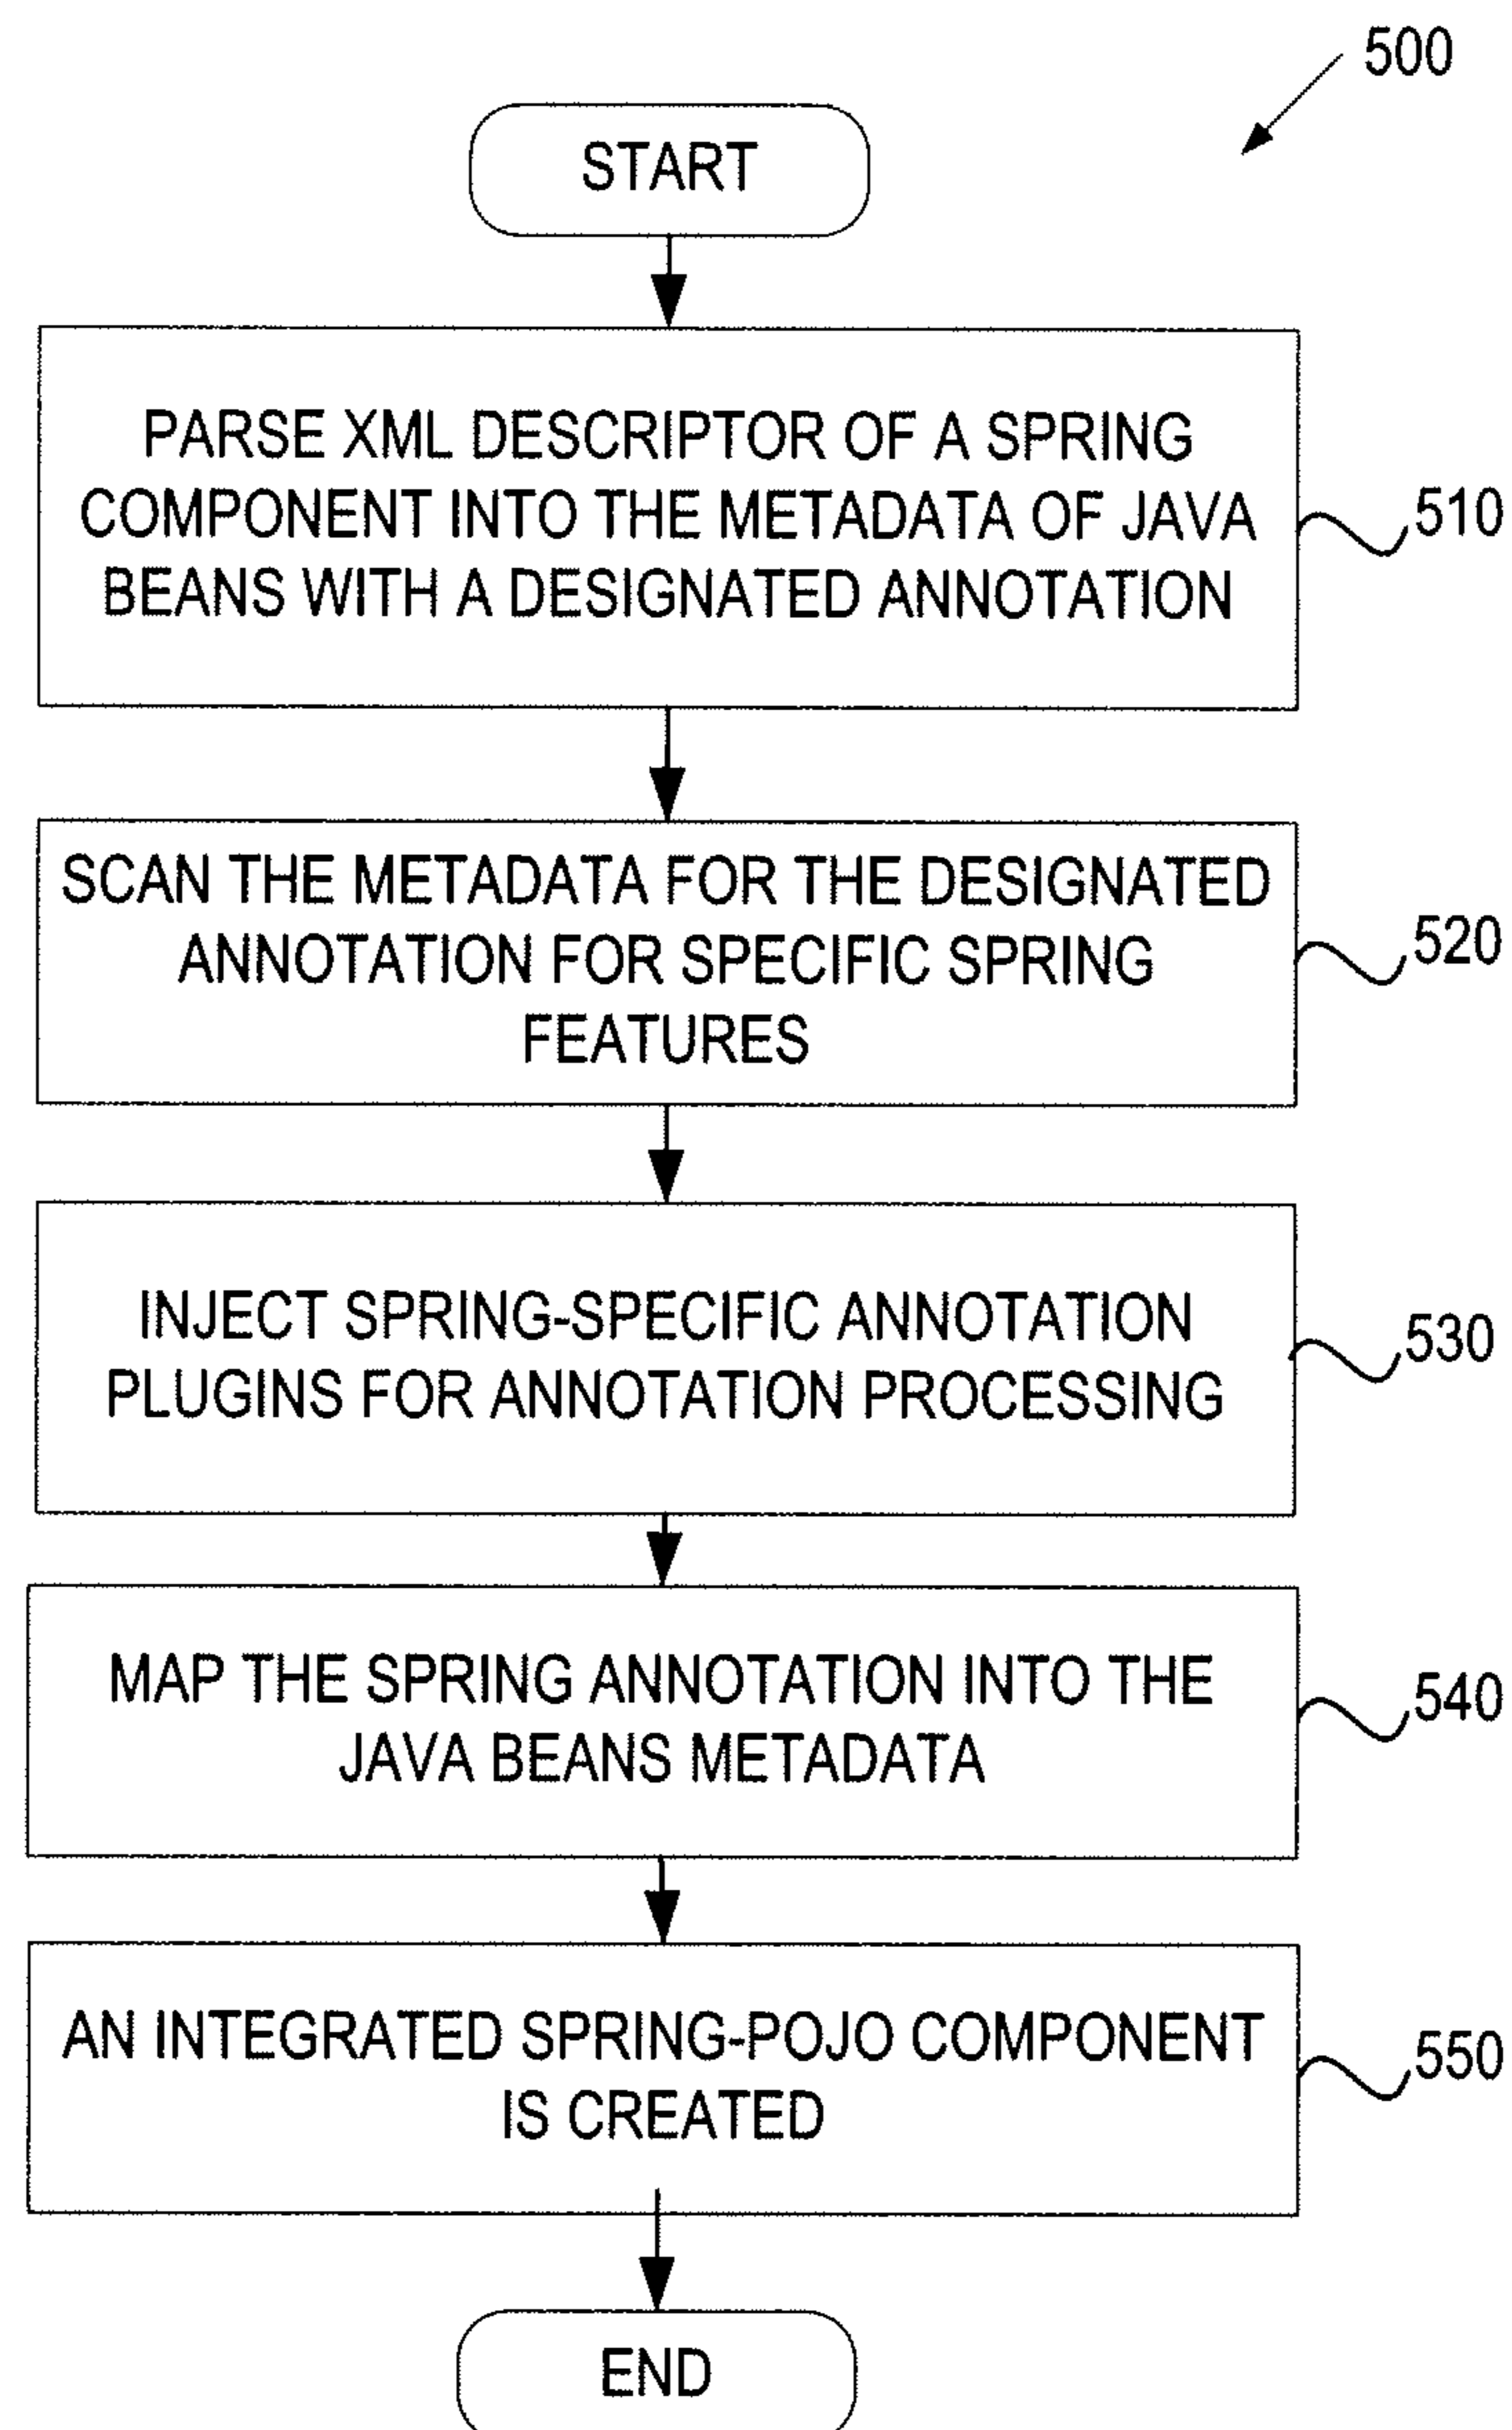 500
START
PARSE XML DESCRIPTOR OF A SPRING
COMPONENT INTO THE METADATA OF JAVA
BEANS WITH A DESIGNATED ANNOTATION
510
SCAN THE METADATA FOR THE DESIGNATED
ANNOTATION FOR SPECIFIC SPRING
FEATURES
520
INJECT SPRING-SPECIFIC ANNOTATION
PLUGINS FOR ANNOTATION PROCESSING
530
MAP THE SPRING ANNOTATION INTO THE
JAVA BEANS METADATA
540
AN INTEGRATED SPRING-POJO COMPONENT
IS CREATED
550
END